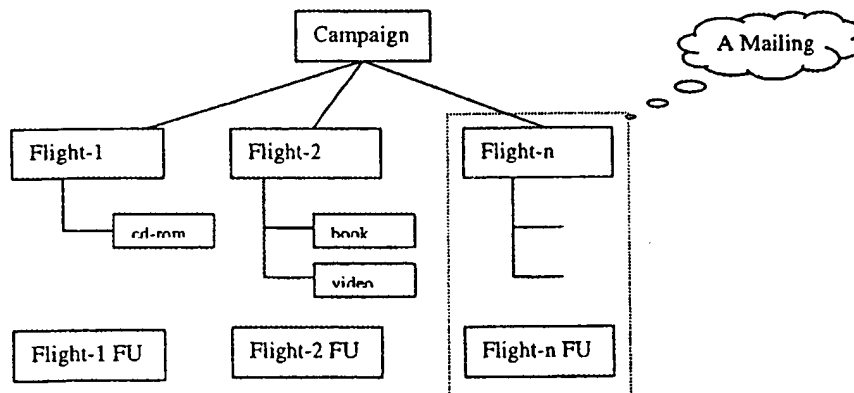 Campaign
A Mailing
Flight-1
Flight-2
Flight-n
cd-rom
book
video
Flight-1 FU
Flight-2 FU
Flight-n FU